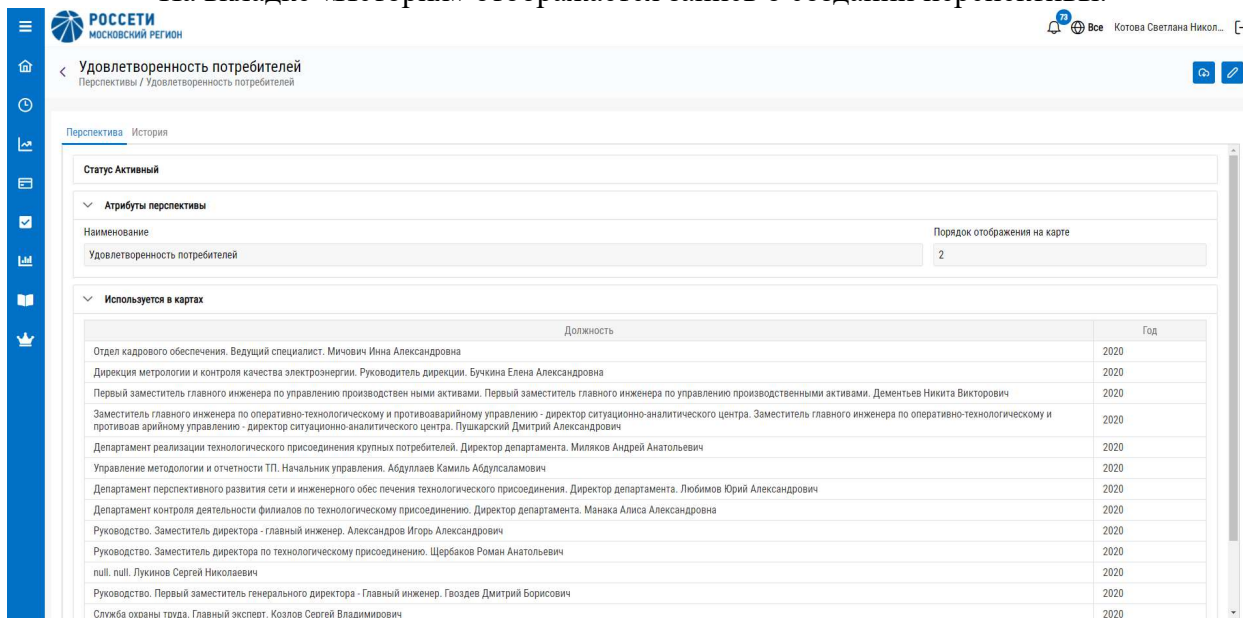 На вкладке «История» отображается запись о создании перспективы.
РОССЕТИ
МОСКОВСКИЙ РЕГИОН
73
Все Котова Светлана Никол...
Удовлетворенность потребителей
Перспективы / Удовлетворенность потребителей
Перспектива История
Статус Активный
Атрибуты перспективы
Наименование Порядок отображения на карте
Удовлетворенность потребителей 2
Используется в картах
Должность Год
Отдел кадрового обеспечения. Ведущий специалист. Мичович Инна Александровна 2020
Дирекция метрологии и контроля качества электроэнергии. Руководитель дирекции. Бучкина Елена Александровна 2020
Первый заместитель главного инженера по управлению производствен ными активами. Первый заместитель главного инженера по управлению производственными активами. Дементьев Никита Викторович 2020
Заместитель главного инженера по оперативно-технологическому и противоаварийному управлению - директор ситуационно-аналитического центра. Заместитель главного инженера по оперативно-технологическому и
противоав арийному управлению - директор ситуационно-аналитического центра. Пушкарский Дмитрий Александрович 2020
Департамент реализации технологического присоединения крупных потребителей. Директор департамента. Миляков Андрей Анатольевич 2020
Управление методологии и отчетности ТП. Начальник управления. Абдуллаев Камиль Абдулсаламович 2020
Департамент перспективного развития сети и инженерного обес печения технологического присоединения. Директор департамента. Любимов Юрий Александрович 2020
Департамент контроля деятельности филиалов по технологическому присоединению. Директор департамента. Манака Алиса Александровна 2020
Руководство. Заместитель директора - главный инженер. Александров Игорь Александрович 2020
Руководство. Заместитель директора по технологическому присоединению. Щербаков Роман Анатольевич 2020
null. null. Лукинов Сергей Николаевич 2020
Руководство. Первый заместитель генерального директора - Главный инженер. Гвоздев Дмитрий Борисович 2020
Служба охраны труда. Главный эксперт. Козлов Сергей Владимирович 2020